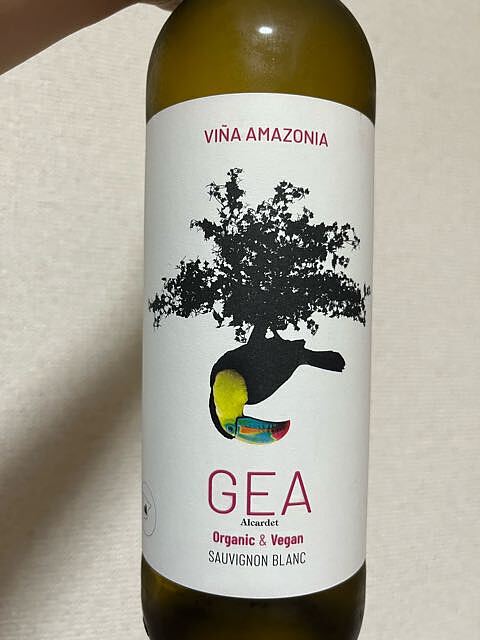 VIÑA AMAZONIA
GEA
Alcardet
Organic & Vegan
SAUVIGNON BLANC